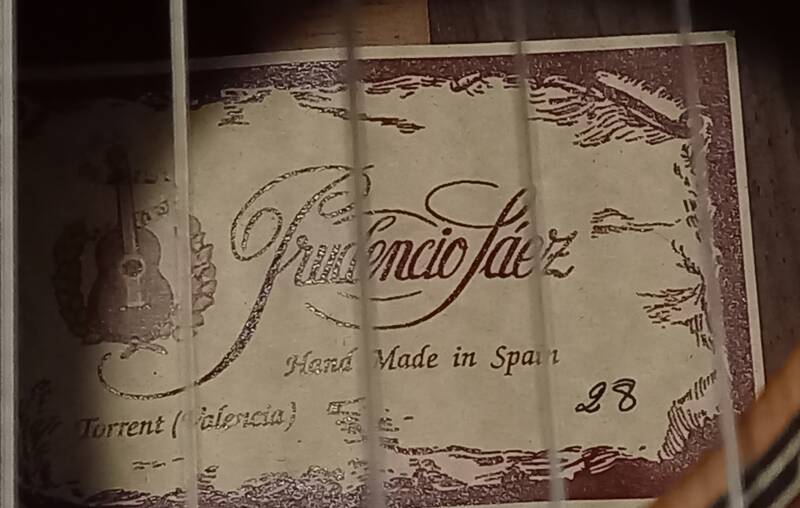 Prudencio Sáez
Hand Made in Spain
28
Torrent (Valencia)